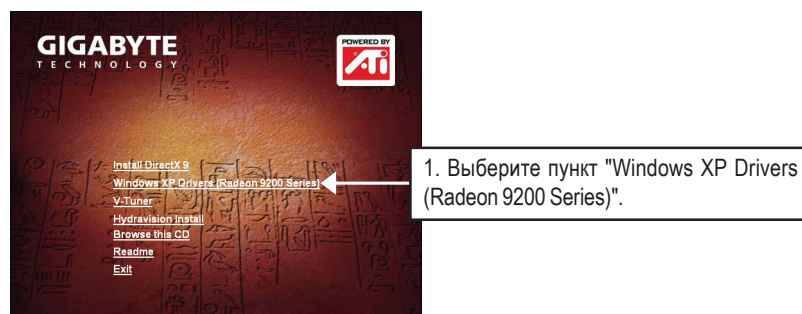 GIGABYTE
TECHNOLOGY
POWERED BY
ATi
Install DirectX 9
Windows XP Drivers (Radeon 9200 Series)
V-Tuner
Hydravision Install
Browse this CD
Readme
Exit
1. Выберите пункт "Windows XP Drivers
(Radeon 9200 Series)".